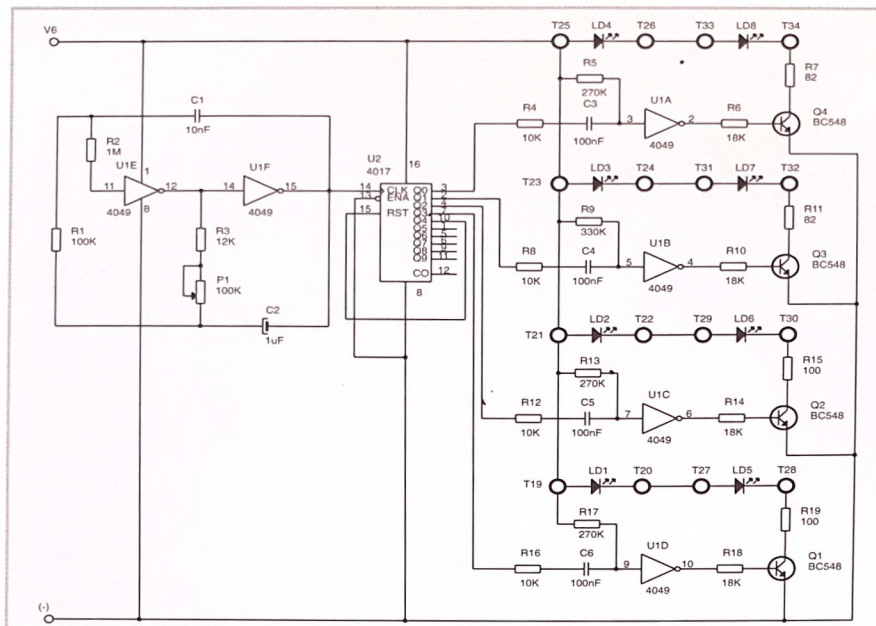 V6
T25 LD4 T26 T33 LD8 T34
R5
270K
R7
82
C1
10nF
R4
10K
C3
100nF
U1A
3 2
4049
R6
18K
Q4
BC548
R2
1M
U1E
1
11 12
4049
8
U1F
14 15
4049
U2
4017
16
14 CLK
13 ENA
15 RST
Q0 3
Q1 2
Q2 4
Q3 7
Q4 10
Q5 1
Q6 5
Q7 6
Q8 9
Q9 11
CO 12
8
T23 LD3 T24 T31 LD7 T32
R9
330K
R11
82
R1
100K
R3
12K
P1
100K
C2
1uF
R8
10K
C4
100nF
U1B
5 4
4049
R10
18K
Q3
BC548
T21 LD2 T22 T29 LD6 T30
R13
270K
R15
100
R12
10K
C5
100nF
U1C
7 6
4049
R14
18K
Q2
BC548
T19 LD1 T20 T27 LD5 T28
R17
270K
R19
100
R16
10K
C6
100nF
U1D
9 10
4049
R18
18K
Q1
BC548
(-)